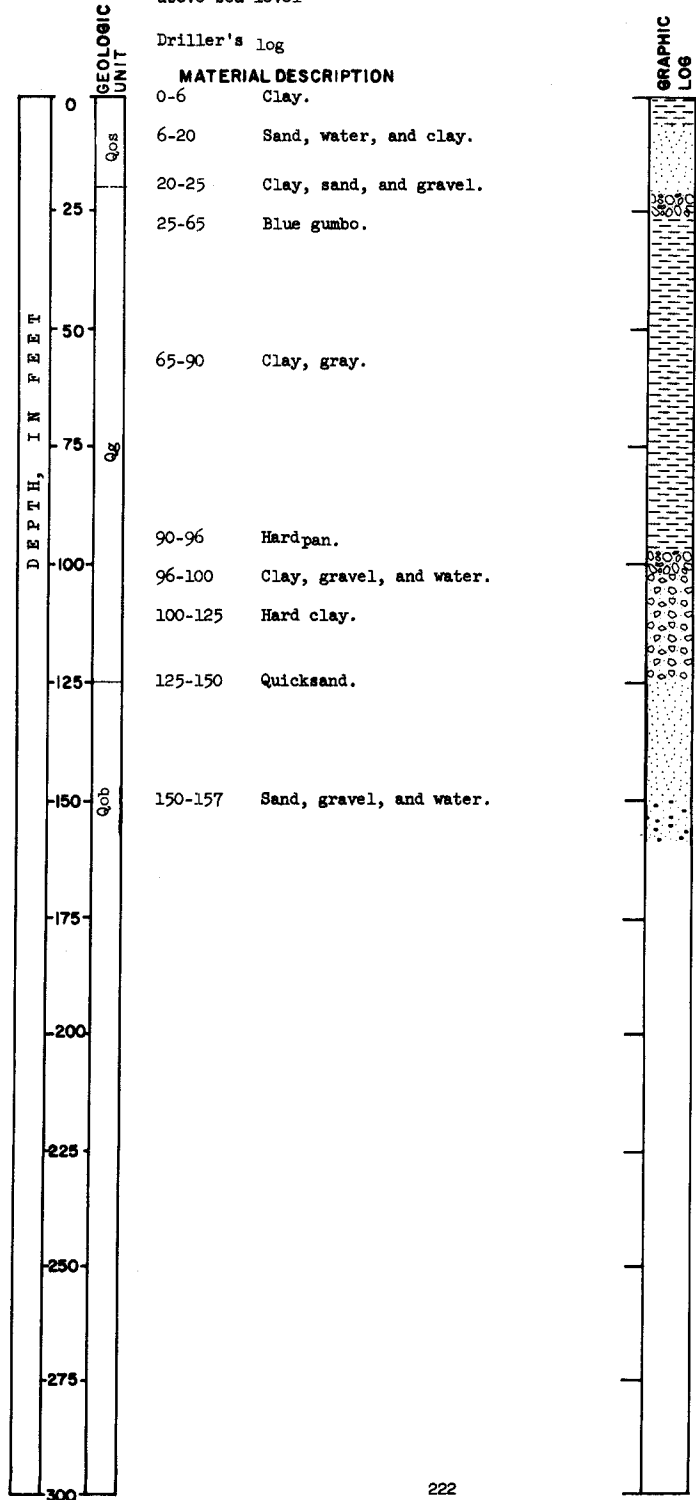 above sea level
Driller's log
GEOLOGIC UNIT
MATERIAL DESCRIPTION
GRAPHIC LOG
DEPTH, IN FEET
0
25
50
75
100
125
150
175
200
225
250
275
300
Qos
Qg
Qob
0-6 Clay.
6-20 Sand, water, and clay.
20-25 Clay, sand, and gravel.
25-65 Blue gumbo.
65-90 Clay, gray.
90-96 Hardpan.
96-100 Clay, gravel, and water.
100-125 Hard clay.
125-150 Quicksand.
150-157 Sand, gravel, and water.
222